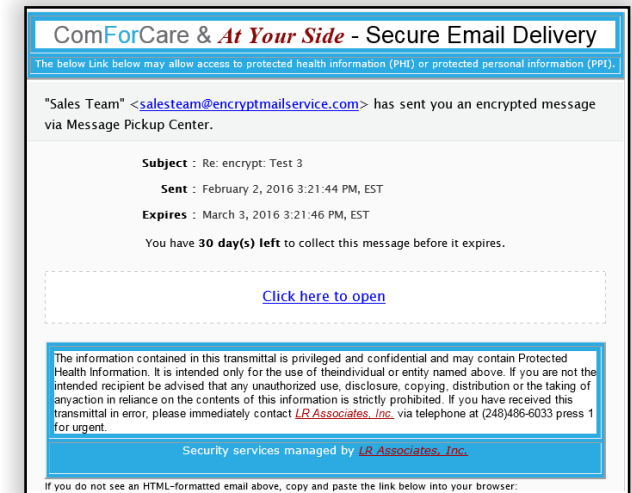 ComForCare & At Your Side - Secure Email Delivery
The below Link below may allow access to protected health information (PHI) or protected personal information (PPI).
"Sales Team" <salesteam@encryptmailservice.com> has sent you an encrypted message
via Message Pickup Center.
Subject : Re: encrypt: Test 3
Sent : February 2, 2016 3:21:44 PM, EST
Expires : March 3, 2016 3:21:46 PM, EST
You have 30 day(s) left to collect this message before it expires.
Click here to open
The information contained in this transmittal is privileged and confidential and may contain Protected
Health Information. It is intended only for the use of theindividual or entity named above. If you are not the
intended recipient be advised that any unauthorized use, disclosure, copying, distribution or the taking of
anyaction in reliance on the contents of this information is strictly prohibited. If you have received this
transmittal in error, please immediately contact LR Associates, Inc. via telephone at (248)486-6033 press 1
for urgent.
Security services managed by LR Associates, Inc.
If you do not see an HTML-formatted email above, copy and paste the link below into your browser: